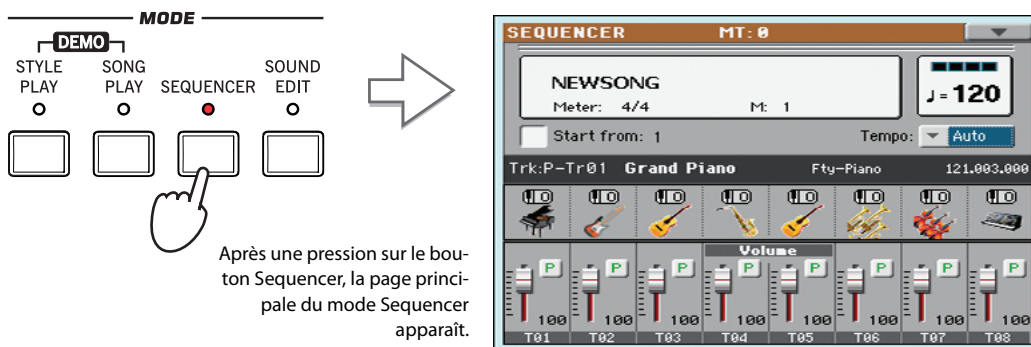 MODE
DEMO
STYLE PLAY
SONG PLAY
SEQUENCER
SOUND EDIT
Après une pression sur le bou-
ton Sequencer, la page princi-
pale du mode Sequencer
apparaît.
SEQUENCER MT: 0
NEWSONG
Meter: 4/4 M: 1
♩=120
Start from: 1 Tempo: Auto
Trk:P-Tr01 Grand Piano Fty-Piano 121.003.000
Volume
P P P P P P P P
100 100 100 100 100 100 100 100
T01 T02 T03 T04 T05 T06 T07 T08